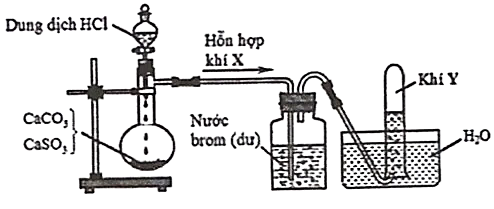 Dung dịch HCl
Hỗn hợp
khí X
Khí Y
CaCO₃
CaSO₃
Nước
brom (dư)
H₂O